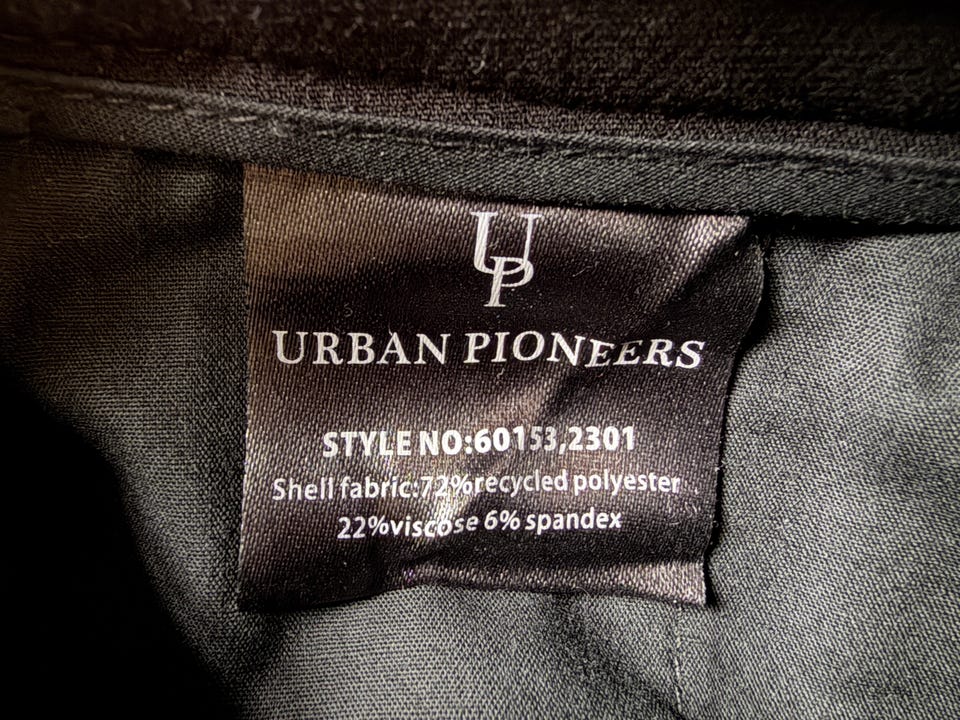 UP
URBAN PIONEERS
STYLE NO:60153,2301
Shell fabric:72%recycled polyester
22%viscose 6% spandex